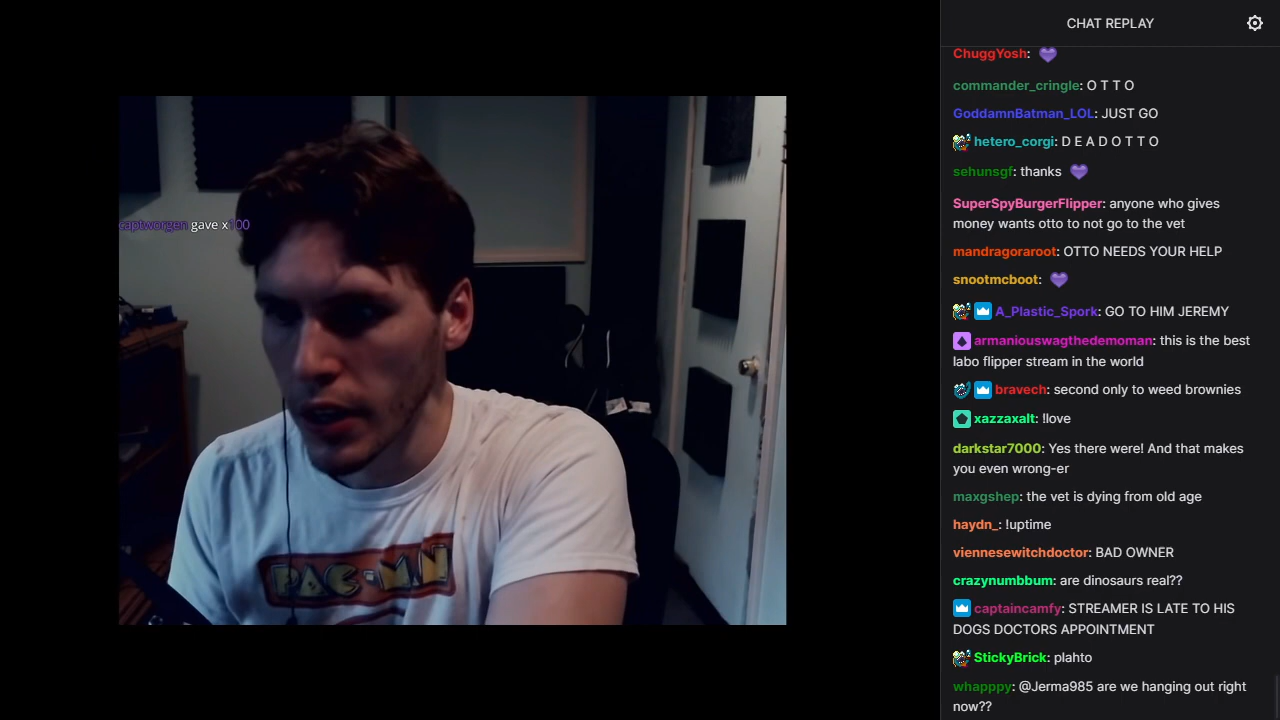 CHAT REPLAY
captworgen gave x100
PAC-MAN
ChuggYosh:
commander_cringle: O T T O
GoddamnBatman_LOL: JUST GO
hetero_corgi: D E A D O T T O
sehunsgf: thanks
SuperSpyBurgerFlipper: anyone who gives
money wants otto to not go to the vet
mandragoraroot: OTTO NEEDS YOUR HELP
snootmcboot:
A_Plastic_Spork: GO TO HIM JEREMY
armaniouswagthedemoman: this is the best
labo flipper stream in the world
bravech: second only to weed brownies
xazzaxalt: !love
darkstar7000: Yes there were! And that makes
you even wrong-er
maxgshep: the vet is dying from old age
haydn_: !uptime
viennesewitchdoctor: BAD OWNER
crazynumbbum: are dinosaurs real??
captaincamfy: STREAMER IS LATE TO HIS
DOGS DOCTORS APPOINTMENT
StickyBrick: plahto
whapppy: @Jerma985 are we hanging out right
now??